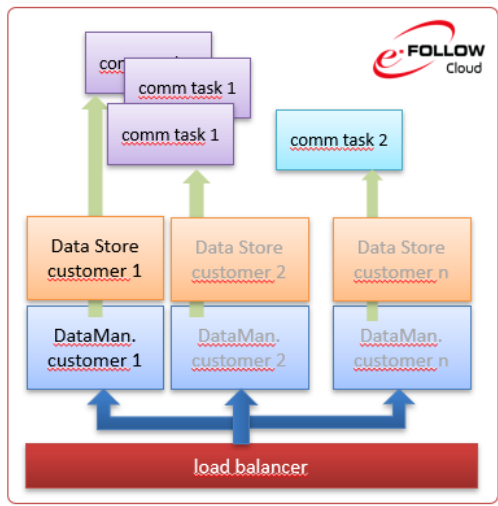 e-FOLLOW
Cloud
com
comm task 1
comm task 1
comm task 2
Data Store
customer 1
Data Store
customer 2
Data Store
customer n
DataMan.
customer 1
DataMan.
customer 2
DataMan.
customer n
load balancer